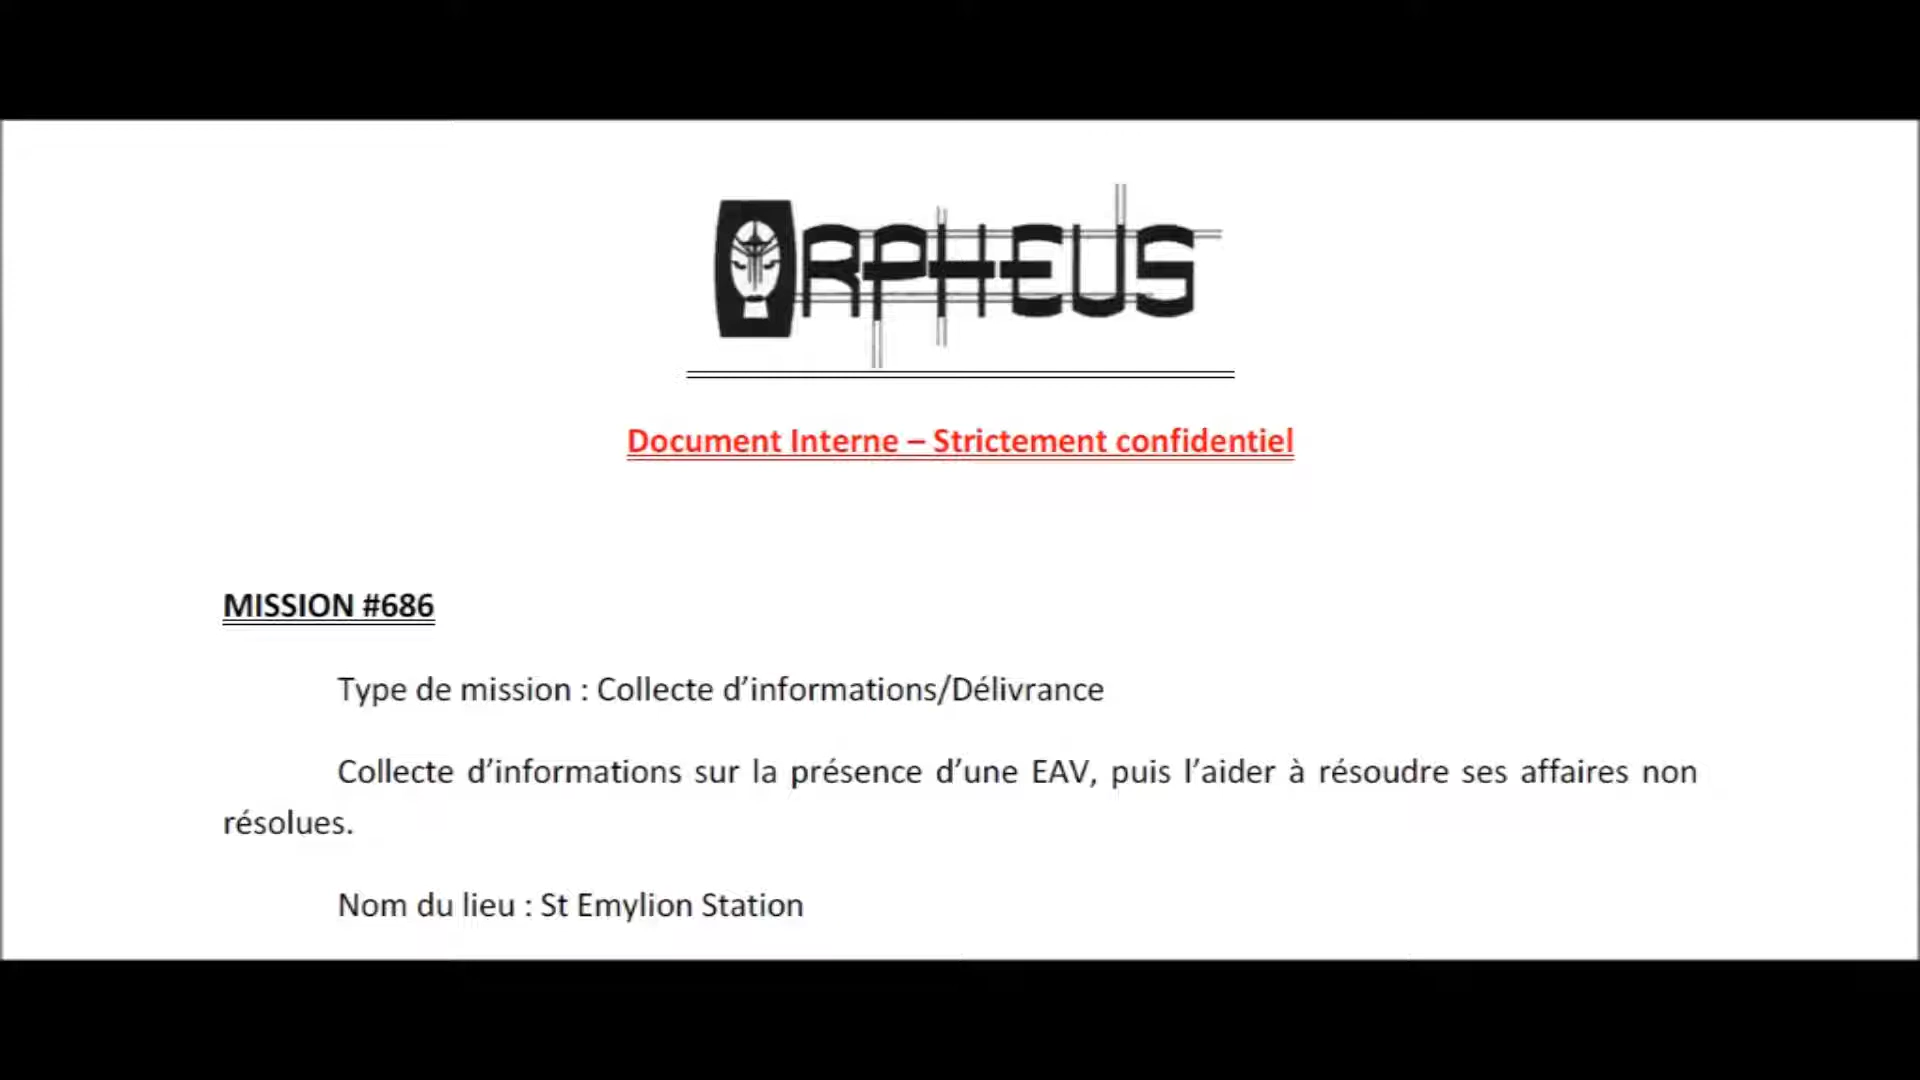 ORPHEUS
Document Interne – Strictement confidentiel
MISSION #686
Type de mission : Collecte d’informations/Délivrance
Collecte d’informations sur la présence d’une EAV, puis l’aider à résoudre ses affaires non
résolues.
Nom du lieu : St Emylion Station